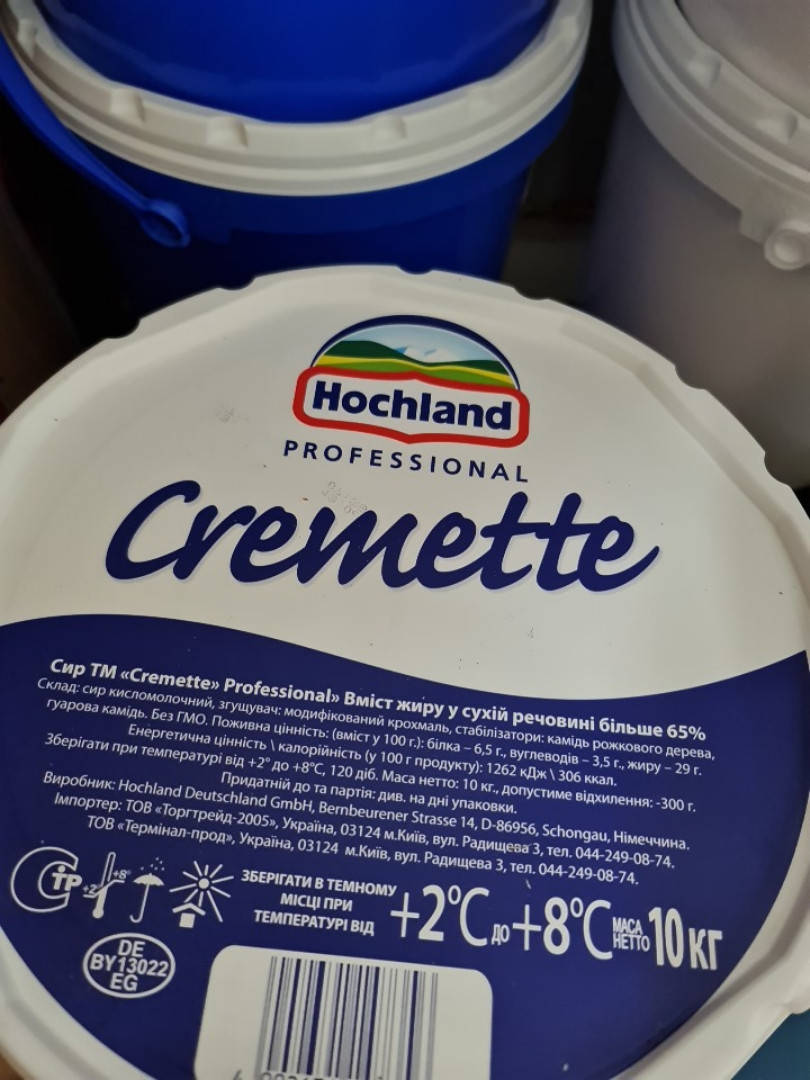 Hochland
PROFESSIONAL
Cremette
Сир ТМ «Cremette» Professional» Вміст жиру у сухій речовині більше 65%
Склад: сир кисломолочний, згущувач: модифікований крохмаль, стабілізатори: камідь рожкового дерева,
гуарова камідь. Без ГМО. Поживна цінність: (вміст у 100 г.): білка – 6,5 г., вуглеводів – 3,5 г., жиру – 29 г.
Енергетична цінність \ калорійність (у 100 г продукту): 1262 кДж \ 306 ккал.
Зберігати при температурі від +2° до +8°С, 120 діб. Маса нетто: 10 кг., допустиме відхилення: -300 г.
Придатній до та партія: див. на дні упаковки.
Виробник: Hochland Deutschland GmbH, Bernbeurener Strasse 14, D-86956, Schongau, Німеччина.
Імпортер: ТОВ «Торгтрейд-2005», Україна, 03124 м.Київ, вул. Радищева 3, тел. 044-249-08-74.
ТОВ «Термінал-прод», Україна, 03124 м.Київ, вул. Радищева 3, тел. 044-249-08-74.
+2° +8°
ЗБЕРІГАТИ В ТЕМНОМУ
МІСЦІ ПРИ
ТЕМПЕРАТУРІ ВІД
+2°C до +8°C
МАСА
НЕТТО
10 кг
DE
BY 13022
EG